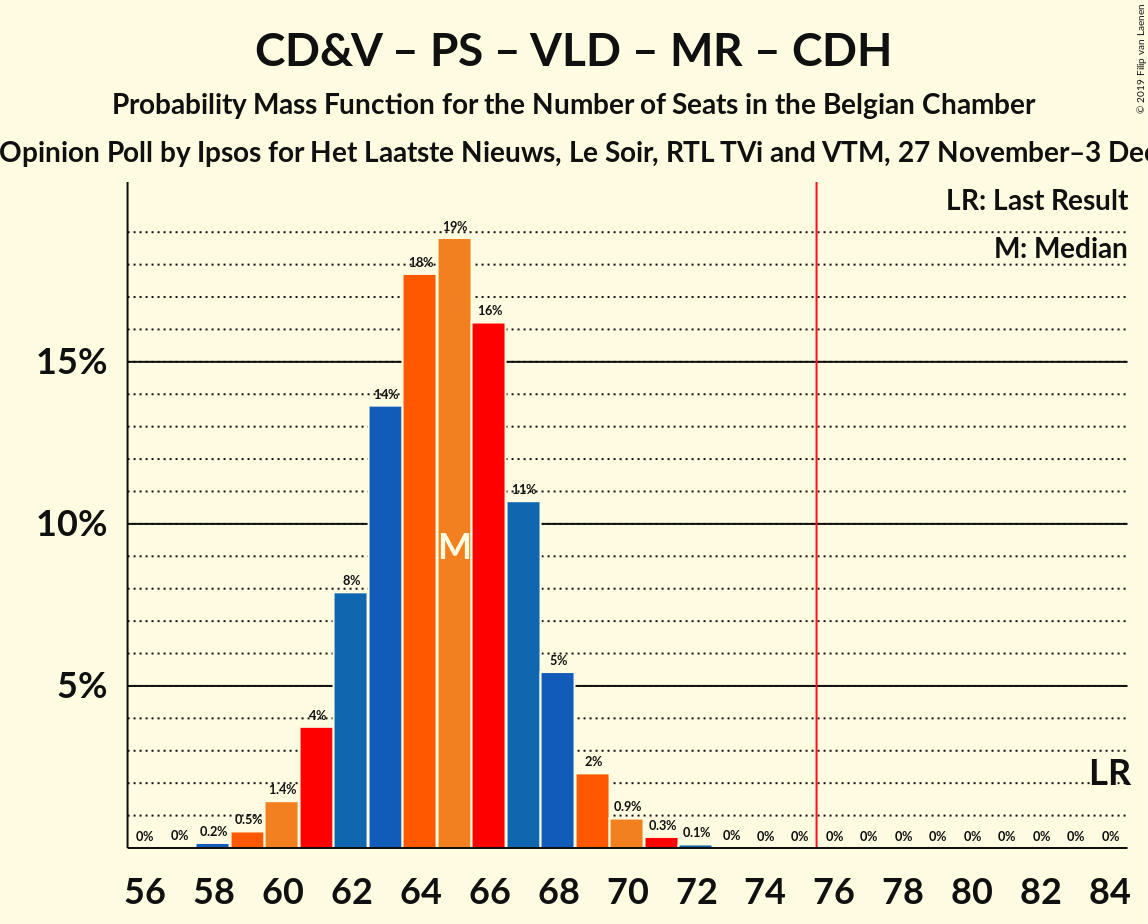 CD&V – PS – VLD – MR – CDH
Probability Mass Function for the Number of Seats in the Belgian Chamber
Opinion Poll by Ipsos for Het Laatste Nieuws, Le Soir, RTL TVi and VTM, 27 November–3 Dec
© 2019 Filip van Laenen
LR: Last Result
M: Median
15%
10%
5%
0% 0% 0.2% 0.5% 1.4% 4% 8% 14% 18% 19% 16% 11% 5% 2% 0.9% 0.3% 0.1% 0% 0% 0% 0% 0% 0% 0% 0% 0% 0% 0% 0%
M
LR
56 58 60 62 64 66 68 70 72 74 76 78 80 82 84